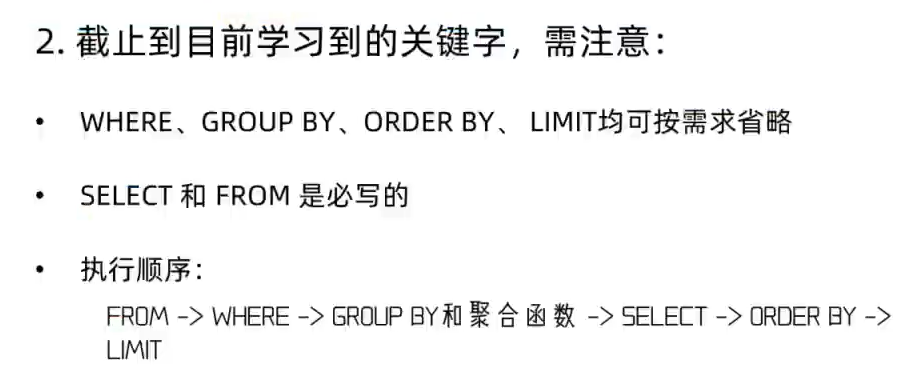 2. 截止到目前学习到的关键字，需注意：
• WHERE、GROUP BY、ORDER BY、 LIMIT均可按需求省略
• SELECT 和 FROM 是必写的
• 执行顺序：
FROM -> WHERE -> GROUP BY和聚合函数 -> SELECT -> ORDER BY ->
LIMIT